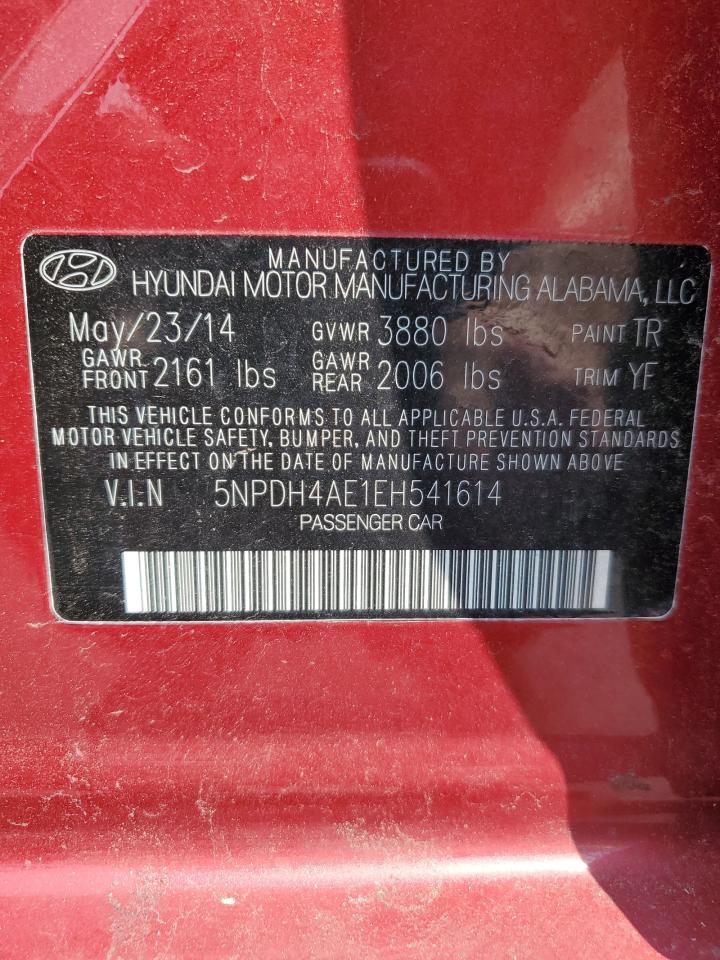 MANUFACTURED BY
HYUNDAI MOTOR MANUFACTURING ALABAMA, LLC
May/23/14 GVWR 3880 lbs PAINT TR
GAWR FRONT 2161 lbs GAWR REAR 2006 lbs TRIM YF
THIS VEHICLE CONFORMS TO ALL APPLICABLE U.S.A. FEDERAL
MOTOR VEHICLE SAFETY, BUMPER, AND THEFT PREVENTION STANDARDS
IN EFFECT ON THE DATE OF MANUFACTURE SHOWN ABOVE
V.I.N 5NPDH4AE1EH541614
PASSENGER CAR